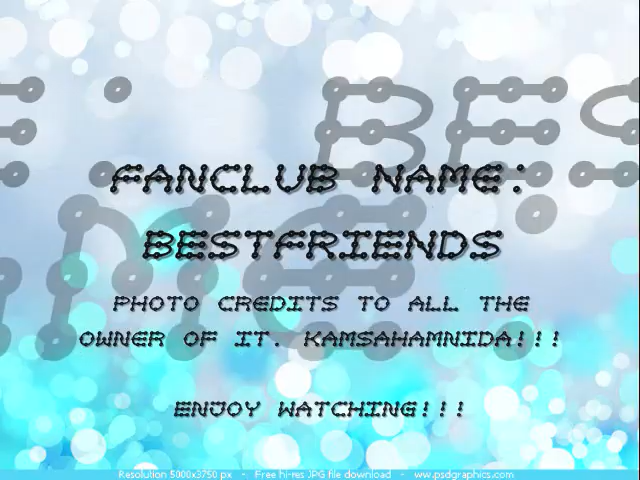 FANCLUB NAME:
BESTFRIENDS
PHOTO CREDITS TO ALL THE
OWNER OF IT. KAMSAHAMNIDA!!!
ENJOY WATCHING!!!
Resolution 5000x3750 px - Free hi-res JPG file download - www.psdgraphics.com